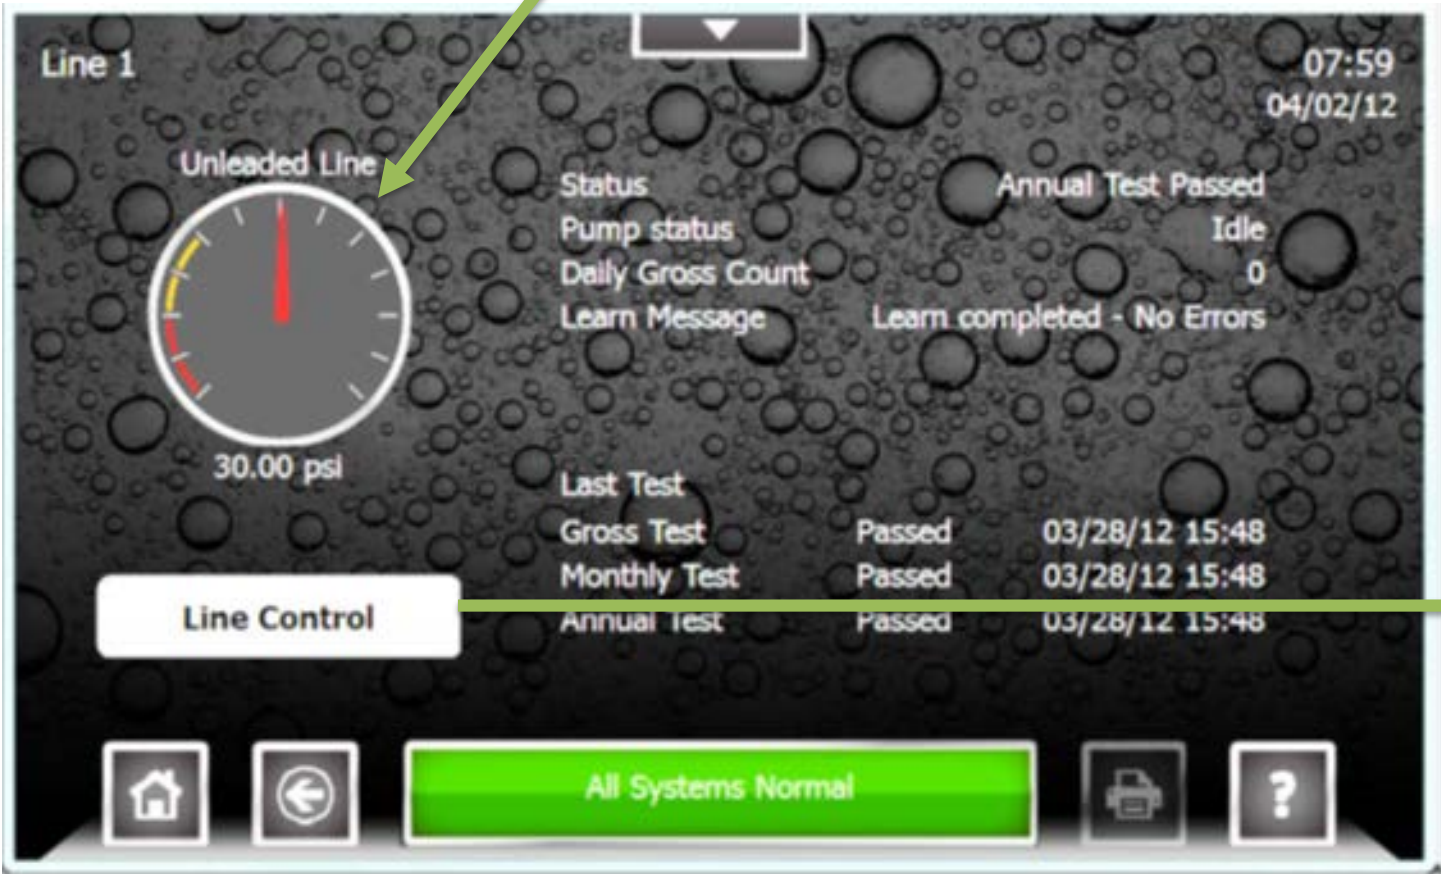 Line 1
07:59
04/02/12
Unleaded Line
30.00 psi
Status Annual Test Passed
Pump status Idle
Daily Gross Count 0
Learn Message Learn completed - No Errors
Last Test
Gross Test Passed 03/28/12 15:48
Monthly Test Passed 03/28/12 15:48
Annual Test Passed 03/28/12 15:48
Line Control
All Systems Normal
?